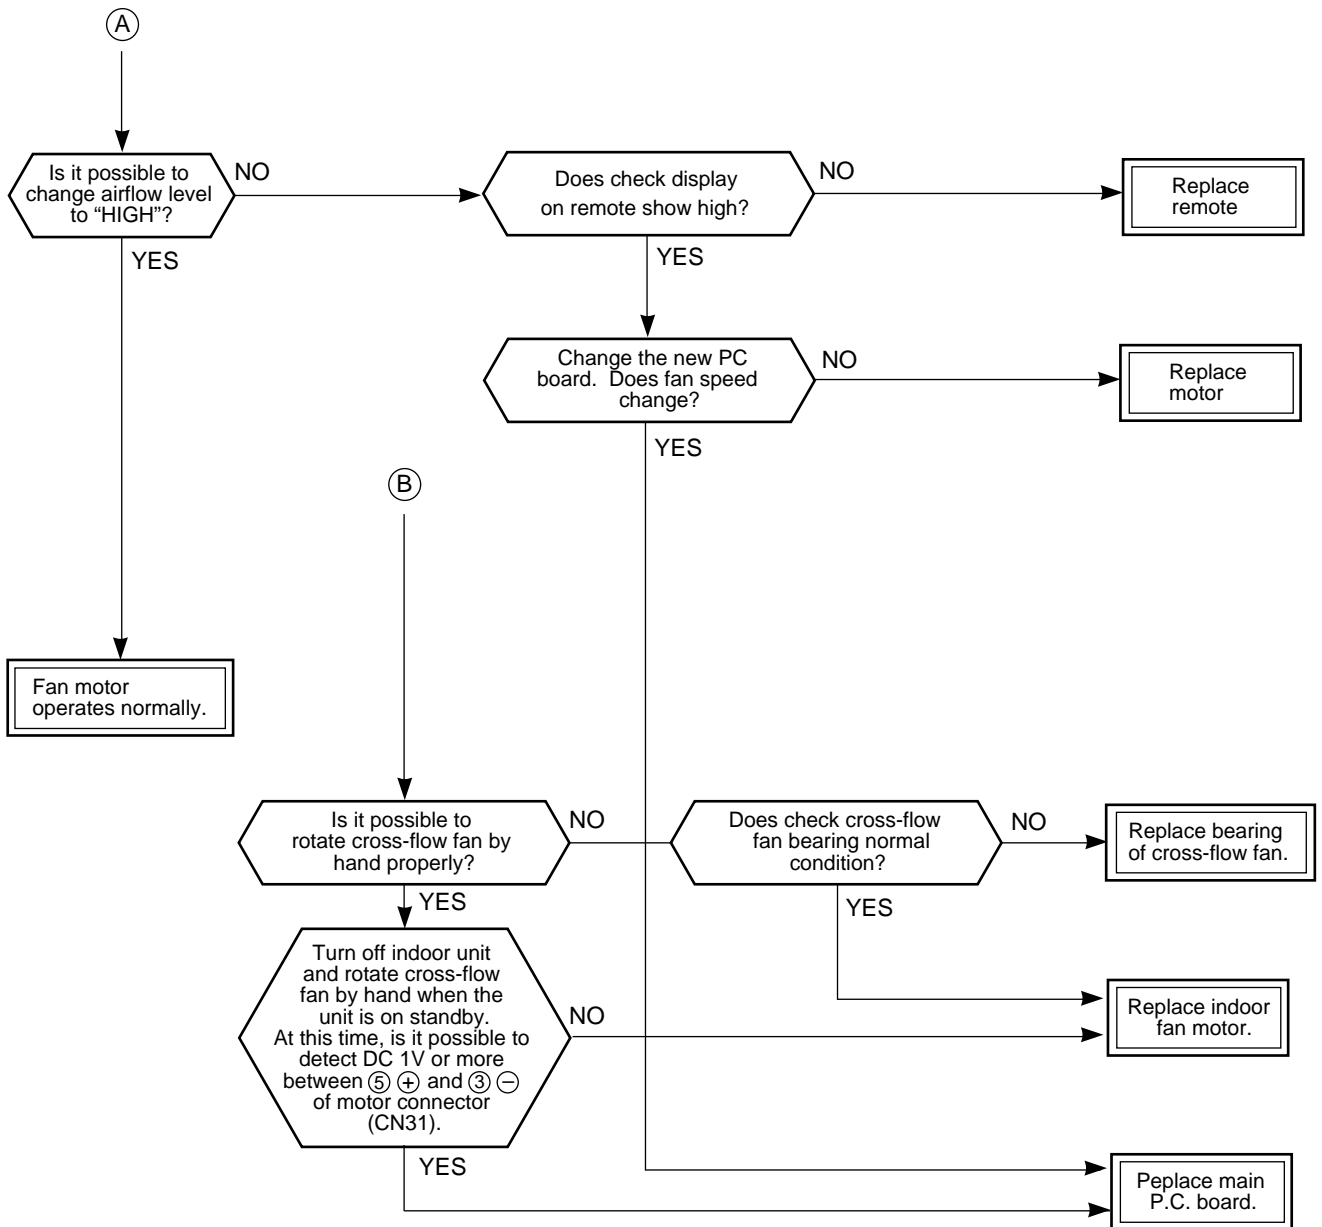 A
Is it possible to
change airflow level
to “HIGH”?
NO
Does check display
on remote show high?
NO
Replace
remote
YES
YES
Change the new PC
board.  Does fan speed
change?
NO
Replace
motor
YES
B
Fan motor
operates normally.
Is it possible to
rotate cross-flow fan by
hand properly?
NO
Does check cross-flow
fan bearing normal
condition?
NO
Replace bearing
of cross-flow fan.
YES
YES
Turn off indoor unit
and rotate cross-flow
fan by hand when the
unit is on standby.
At this time, is it possible to
detect DC 1V or more
between ⑤ ⊕ and ③ ⊖
of motor connector
(CN31).
NO
Replace indoor
fan motor.
YES
Peplace main
P.C. board.